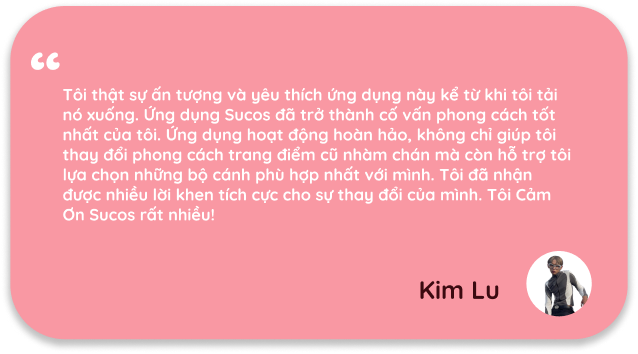 “
Tôi thật sự ấn tượng và yêu thích ứng dụng này kể từ khi tôi tải
nó xuống. Ứng dụng Sucos đã trở thành cố vấn phong cách tốt
nhất của tôi. Ứng dụng hoạt động hoàn hảo, không chỉ giúp tôi
thay đổi phong cách trang điểm cũ nhàm chán mà còn hỗ trợ tôi
lựa chọn những bộ cánh phù hợp nhất với mình. Tôi đã nhận
được nhiều lời khen tích cực cho sự thay đổi của mình. Tôi Cảm
Ơn Sucos rất nhiều!
Kim Lu